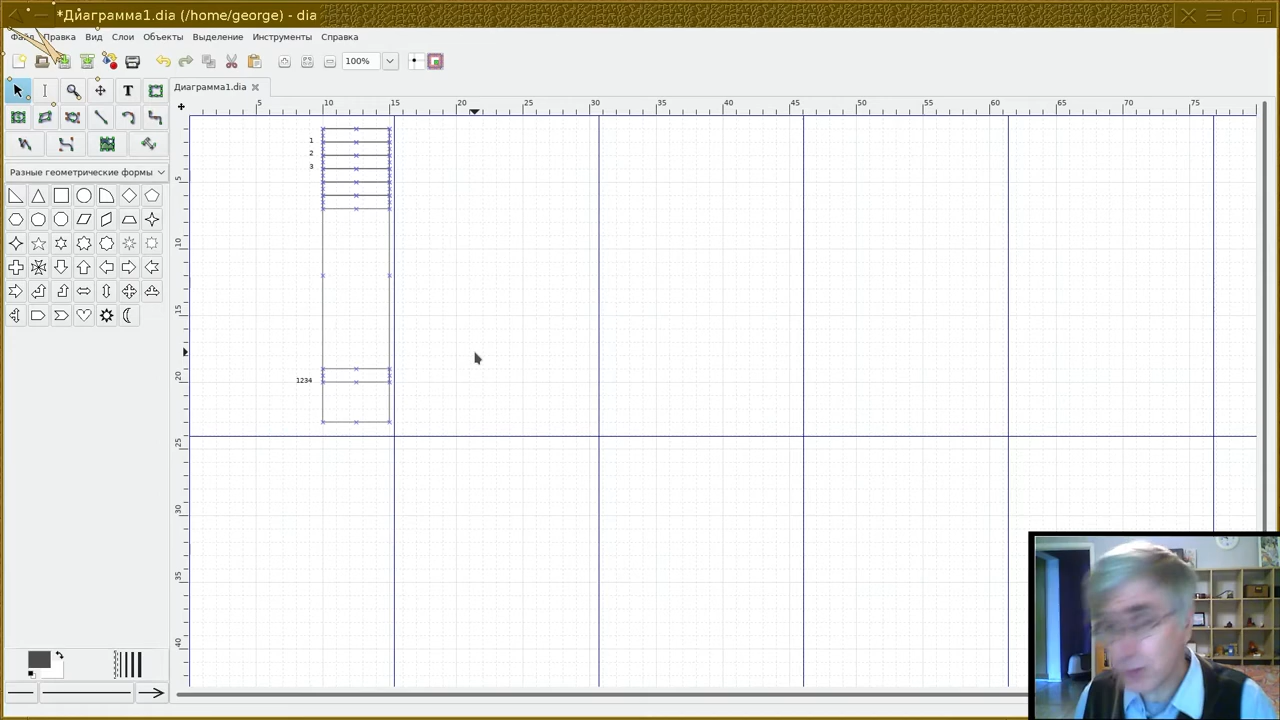 *Диаграмма1.dia (/home/george) - dia
Файл Правка Вид Слои Объекты Выделение Инструменты Справка
100%
Диаграмма1.dia
5 10 15 20 25 30 35 40 45 50 55 60 65 70 75
Разные геометрические формы
5
10
15
20
25
30
35
40
1
2
3
1234